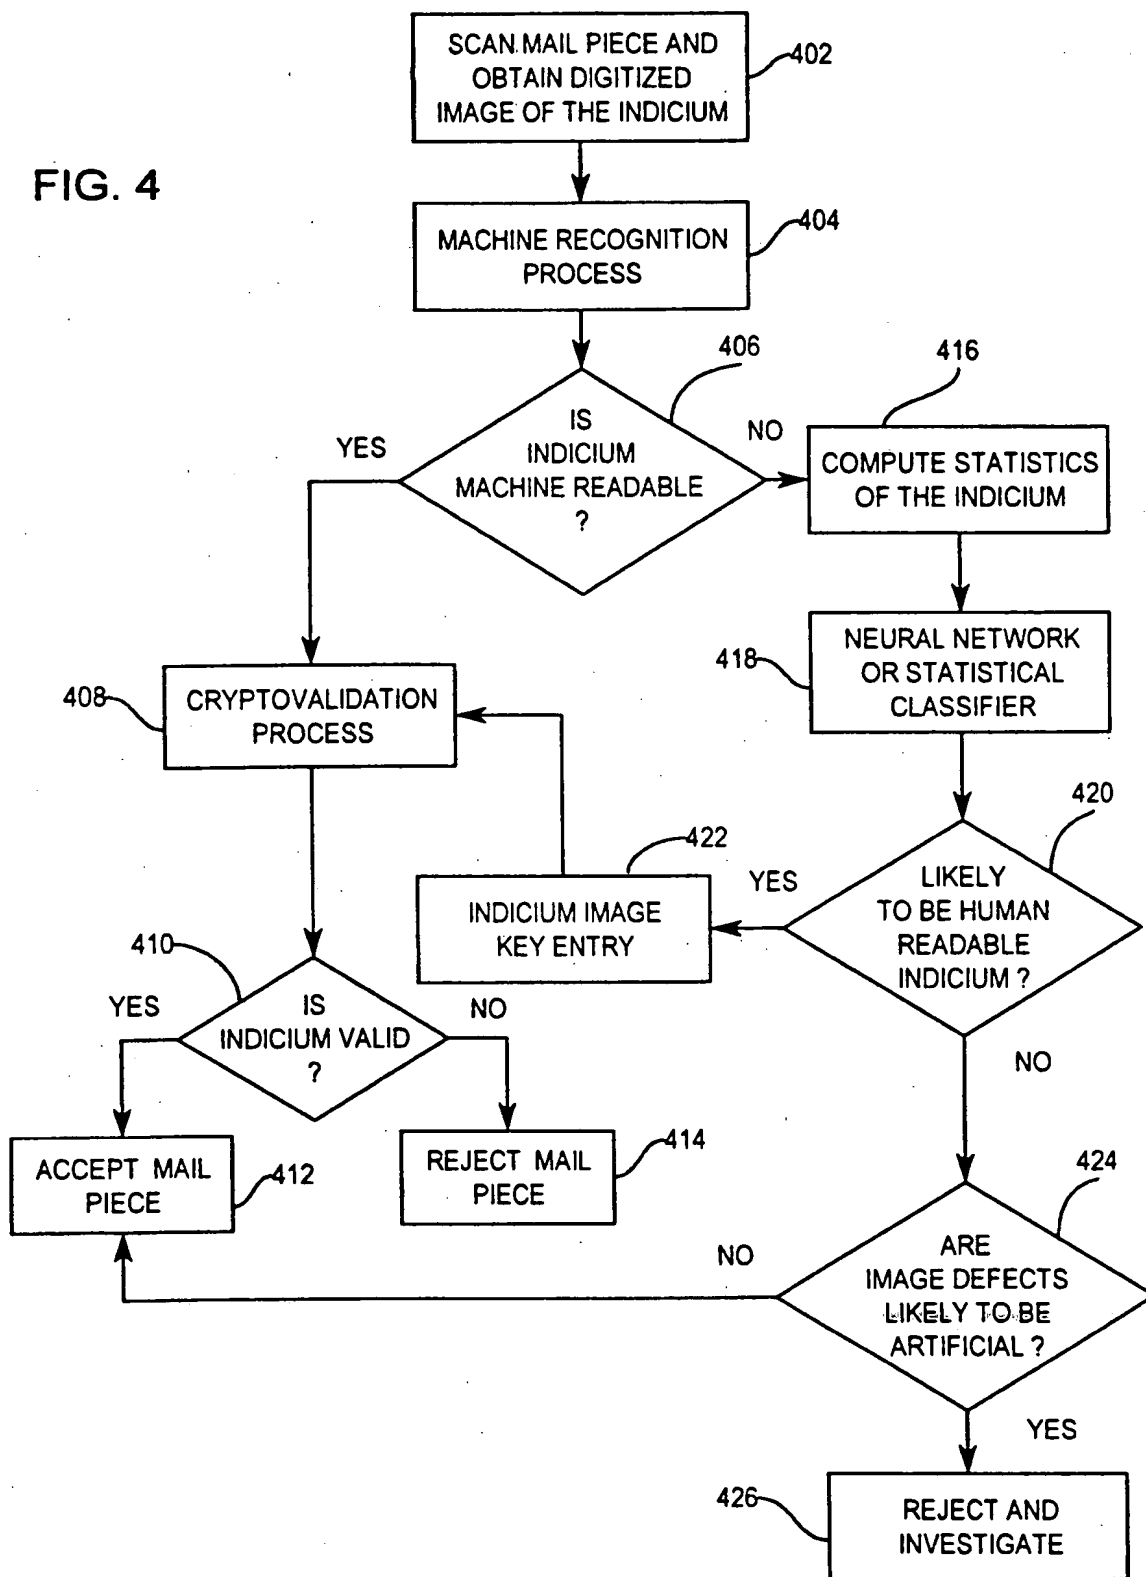 SCAN MAIL PIECE AND
OBTAIN DIGITIZED
IMAGE OF THE INDICIUM
402
FIG. 4
MACHINE RECOGNITION
PROCESS
404
406
IS
INDICIUM
MACHINE READABLE
?
YES
NO
416
COMPUTE STATISTICS
OF THE INDICIUM
418
NEURAL NETWORK
OR STATISTICAL
CLASSIFIER
408
CRYPTOVALIDATION
PROCESS
420
LIKELY
TO BE HUMAN
READABLE
INDICIUM ?
YES
NO
422
INDICIUM IMAGE
KEY ENTRY
410
IS
INDICIUM VALID
?
YES
NO
ACCEPT MAIL
PIECE
412
REJECT MAIL
PIECE
414
424
ARE
IMAGE DEFECTS
LIKELY TO BE
ARTIFICIAL ?
NO
YES
426
REJECT AND
INVESTIGATE